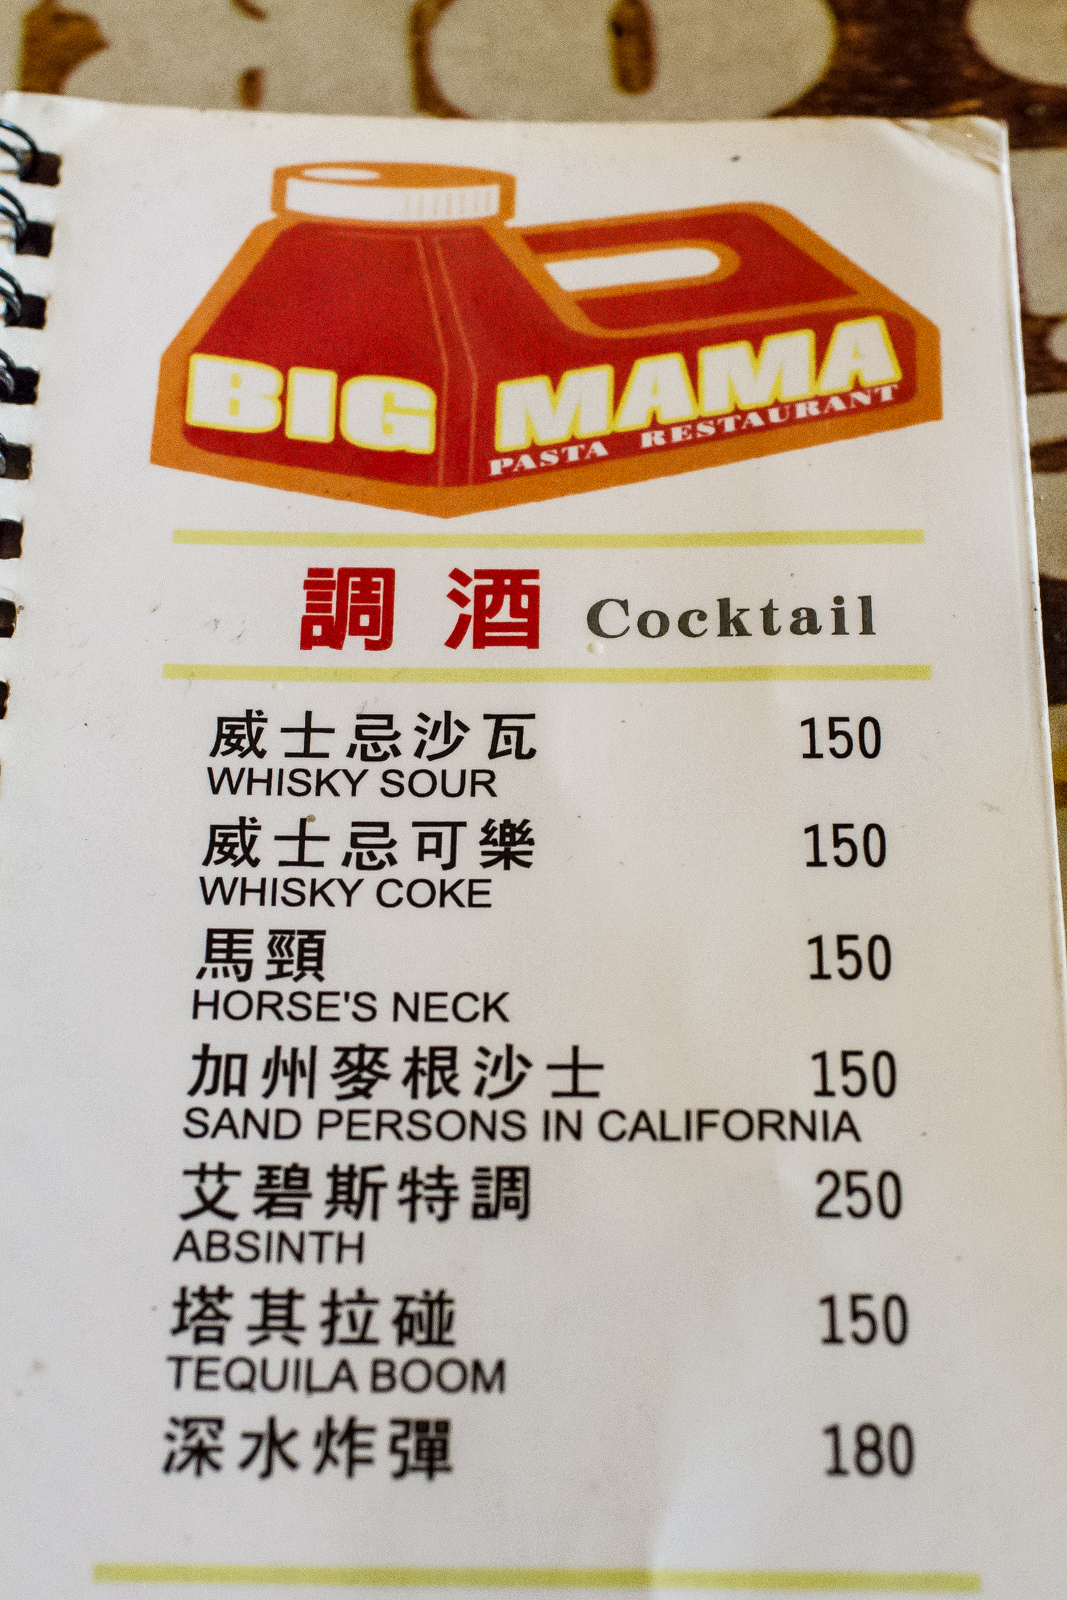 BIG MAMA
PASTA RESTAURANT
調酒 Cocktail
威士忌沙瓦 150
WHISKY SOUR
威士忌可樂 150
WHISKY COKE
馬頸 150
HORSE'S NECK
加州麥根沙士 150
SAND PERSONS IN CALIFORNIA
艾碧斯特調 250
ABSINTH
塔其拉碰 150
TEQUILA BOOM
深水炸彈 180